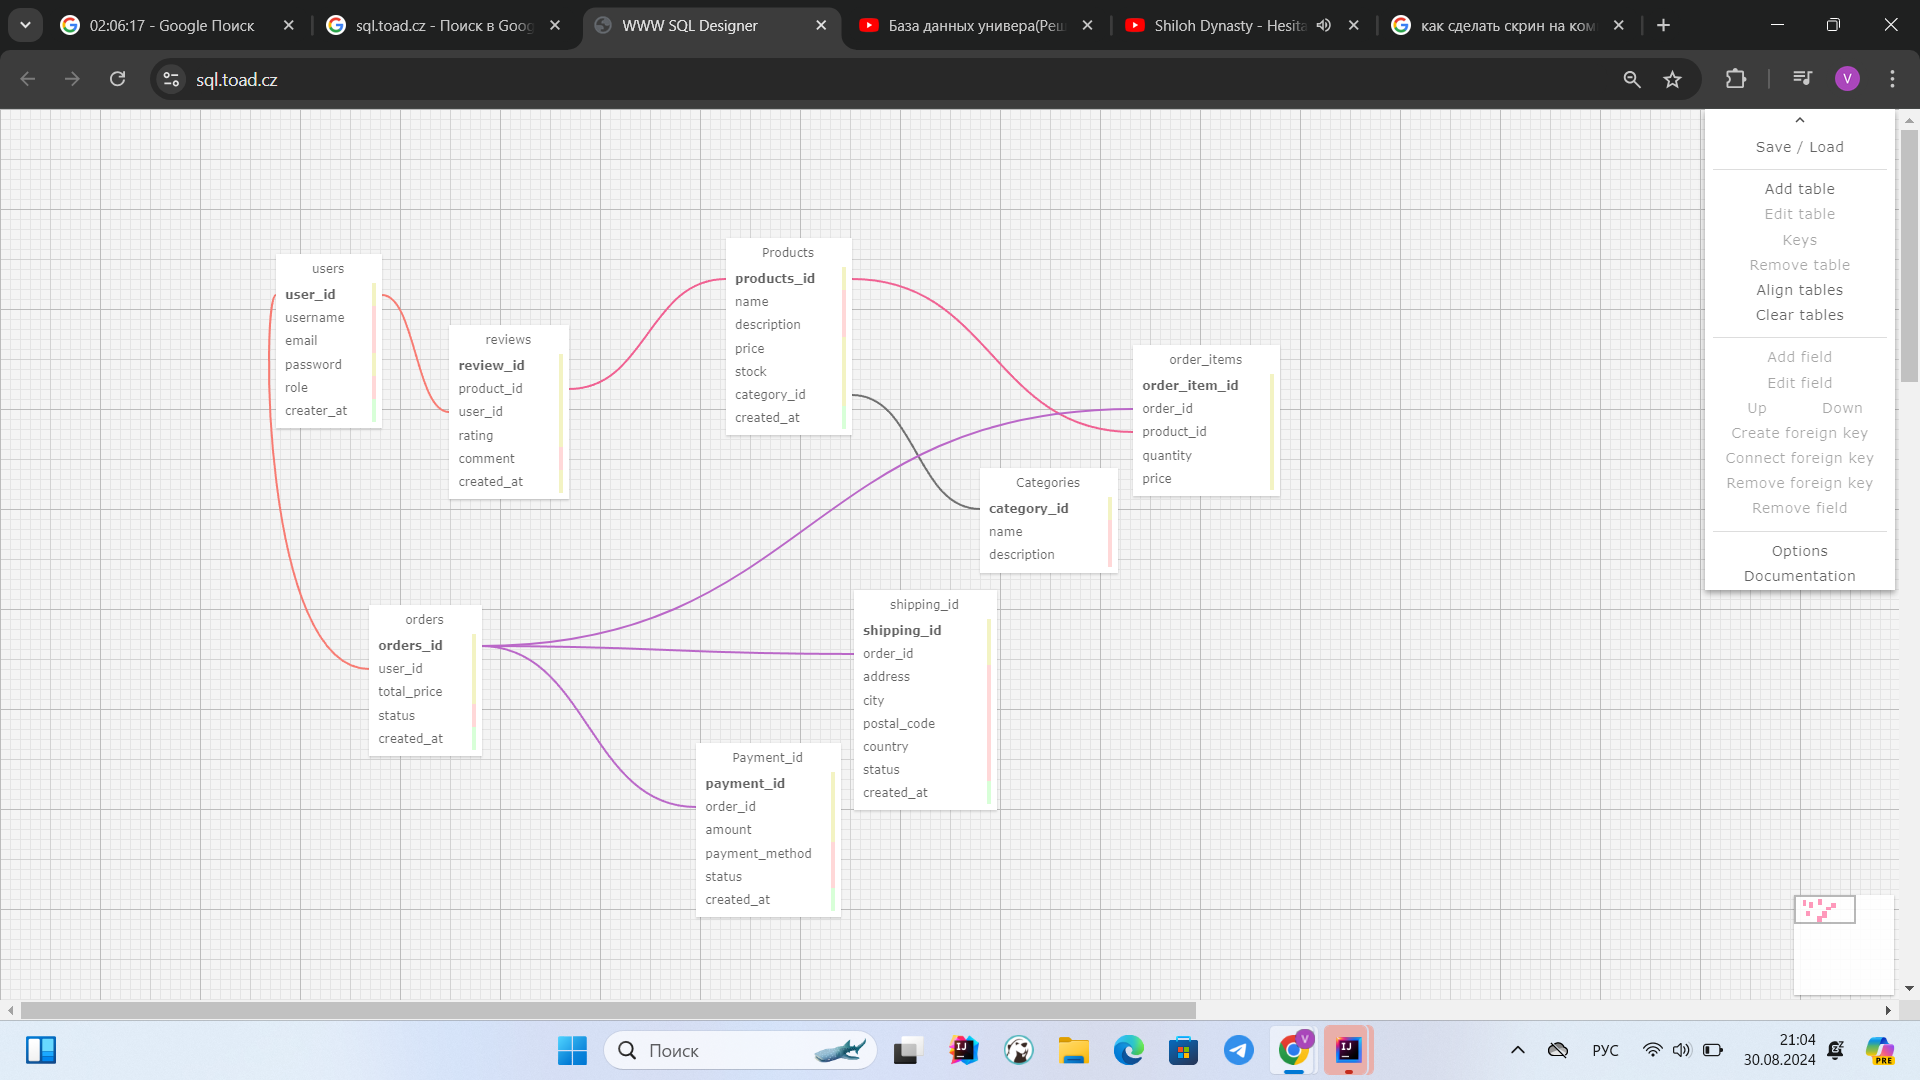 02:06:17 - Google Поиск
sql.toad.cz - Поиск в Goog
WWW SQL Designer
База данных универа(Реш
Shiloh Dynasty - Hesita
как сделать скрин на ком
sql.toad.cz
V
Save / Load
Add table
Edit table
Keys
Remove table
Align tables
Clear tables
Add field
Edit field
Up Down
Create foreign key
Connect foreign key
Remove foreign key
Remove field
Options
Documentation
users
user_id
username
email
password
role
creater_at
reviews
review_id
product_id
user_id
rating
comment
created_at
Products
products_id
name
description
price
stock
category_id
created_at
order_items
order_item_id
order_id
product_id
quantity
price
Categories
category_id
name
description
orders
orders_id
user_id
total_price
status
created_at
shipping_id
shipping_id
order_id
address
city
postal_code
country
status
created_at
Payment_id
payment_id
order_id
amount
payment_method
status
created_at
Поиск
IJ
V
IJ
РУС
21:04
30.08.2024
PRE